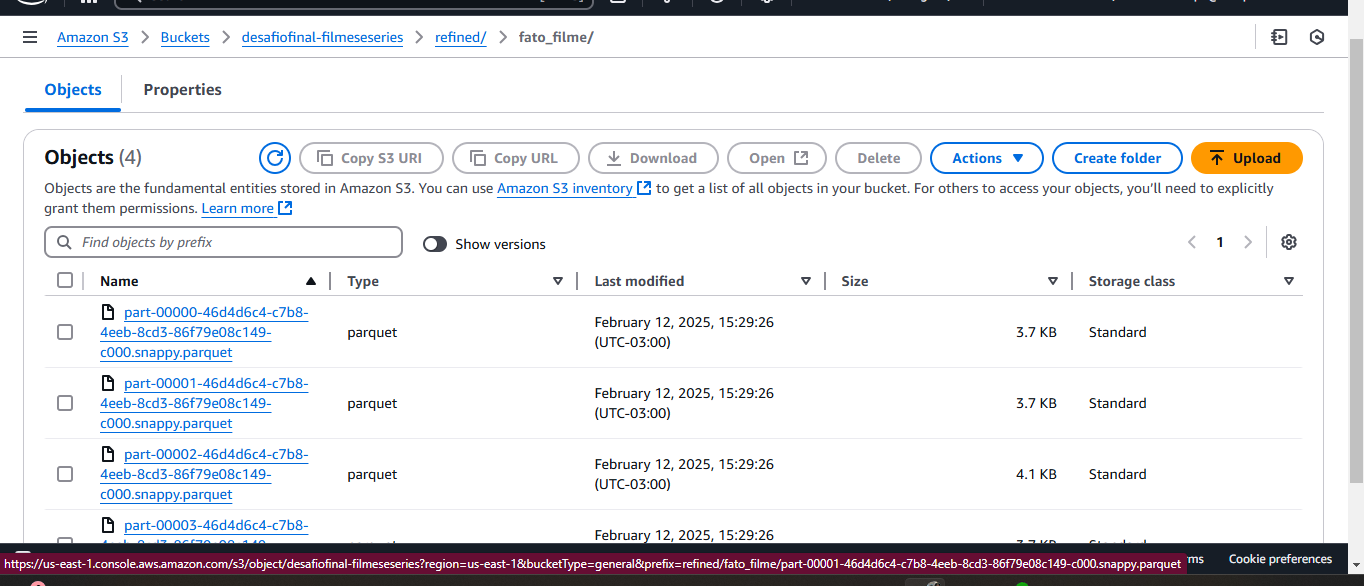 Amazon S3 > Buckets > desafiofinal-filmeseseries > refined/ > fato_filme/
Objects
Properties
Objects (4)
Copy S3 URI
Copy URL
Download
Open
Delete
Actions
Create folder
Upload
Objects are the fundamental entities stored in Amazon S3. You can use Amazon S3 inventory to get a list of all objects in your bucket. For others to access your objects, you'll need to explicitly
grant them permissions. Learn more
Find objects by prefix
Show versions
1
Name
Type
Last modified
Size
Storage class
part-00000-46d4d6c4-c7b8-
4eeb-8cd3-86f79e08c149-
c000.snappy.parquet
parquet
February 12, 2025, 15:29:26
(UTC-03:00)
3.7 KB
Standard
part-00001-46d4d6c4-c7b8-
4eeb-8cd3-86f79e08c149-
c000.snappy.parquet
parquet
February 12, 2025, 15:29:26
(UTC-03:00)
3.7 KB
Standard
part-00002-46d4d6c4-c7b8-
4eeb-8cd3-86f79e08c149-
c000.snappy.parquet
parquet
February 12, 2025, 15:29:26
(UTC-03:00)
4.1 KB
Standard
part-00003-46d4d6c4-c7b8-
February 12, 2025, 15:29:26
Cookie preferences
https://us-east-1.console.aws.amazon.com/s3/object/desafiofinal-filmeseseries?region=us-east-1&bucketType=general&prefix=refined/fato_filme/part-00001-46d4d6c4-c7b8-4eeb-8cd3-86f79e08c149-c000.snappy.parquet